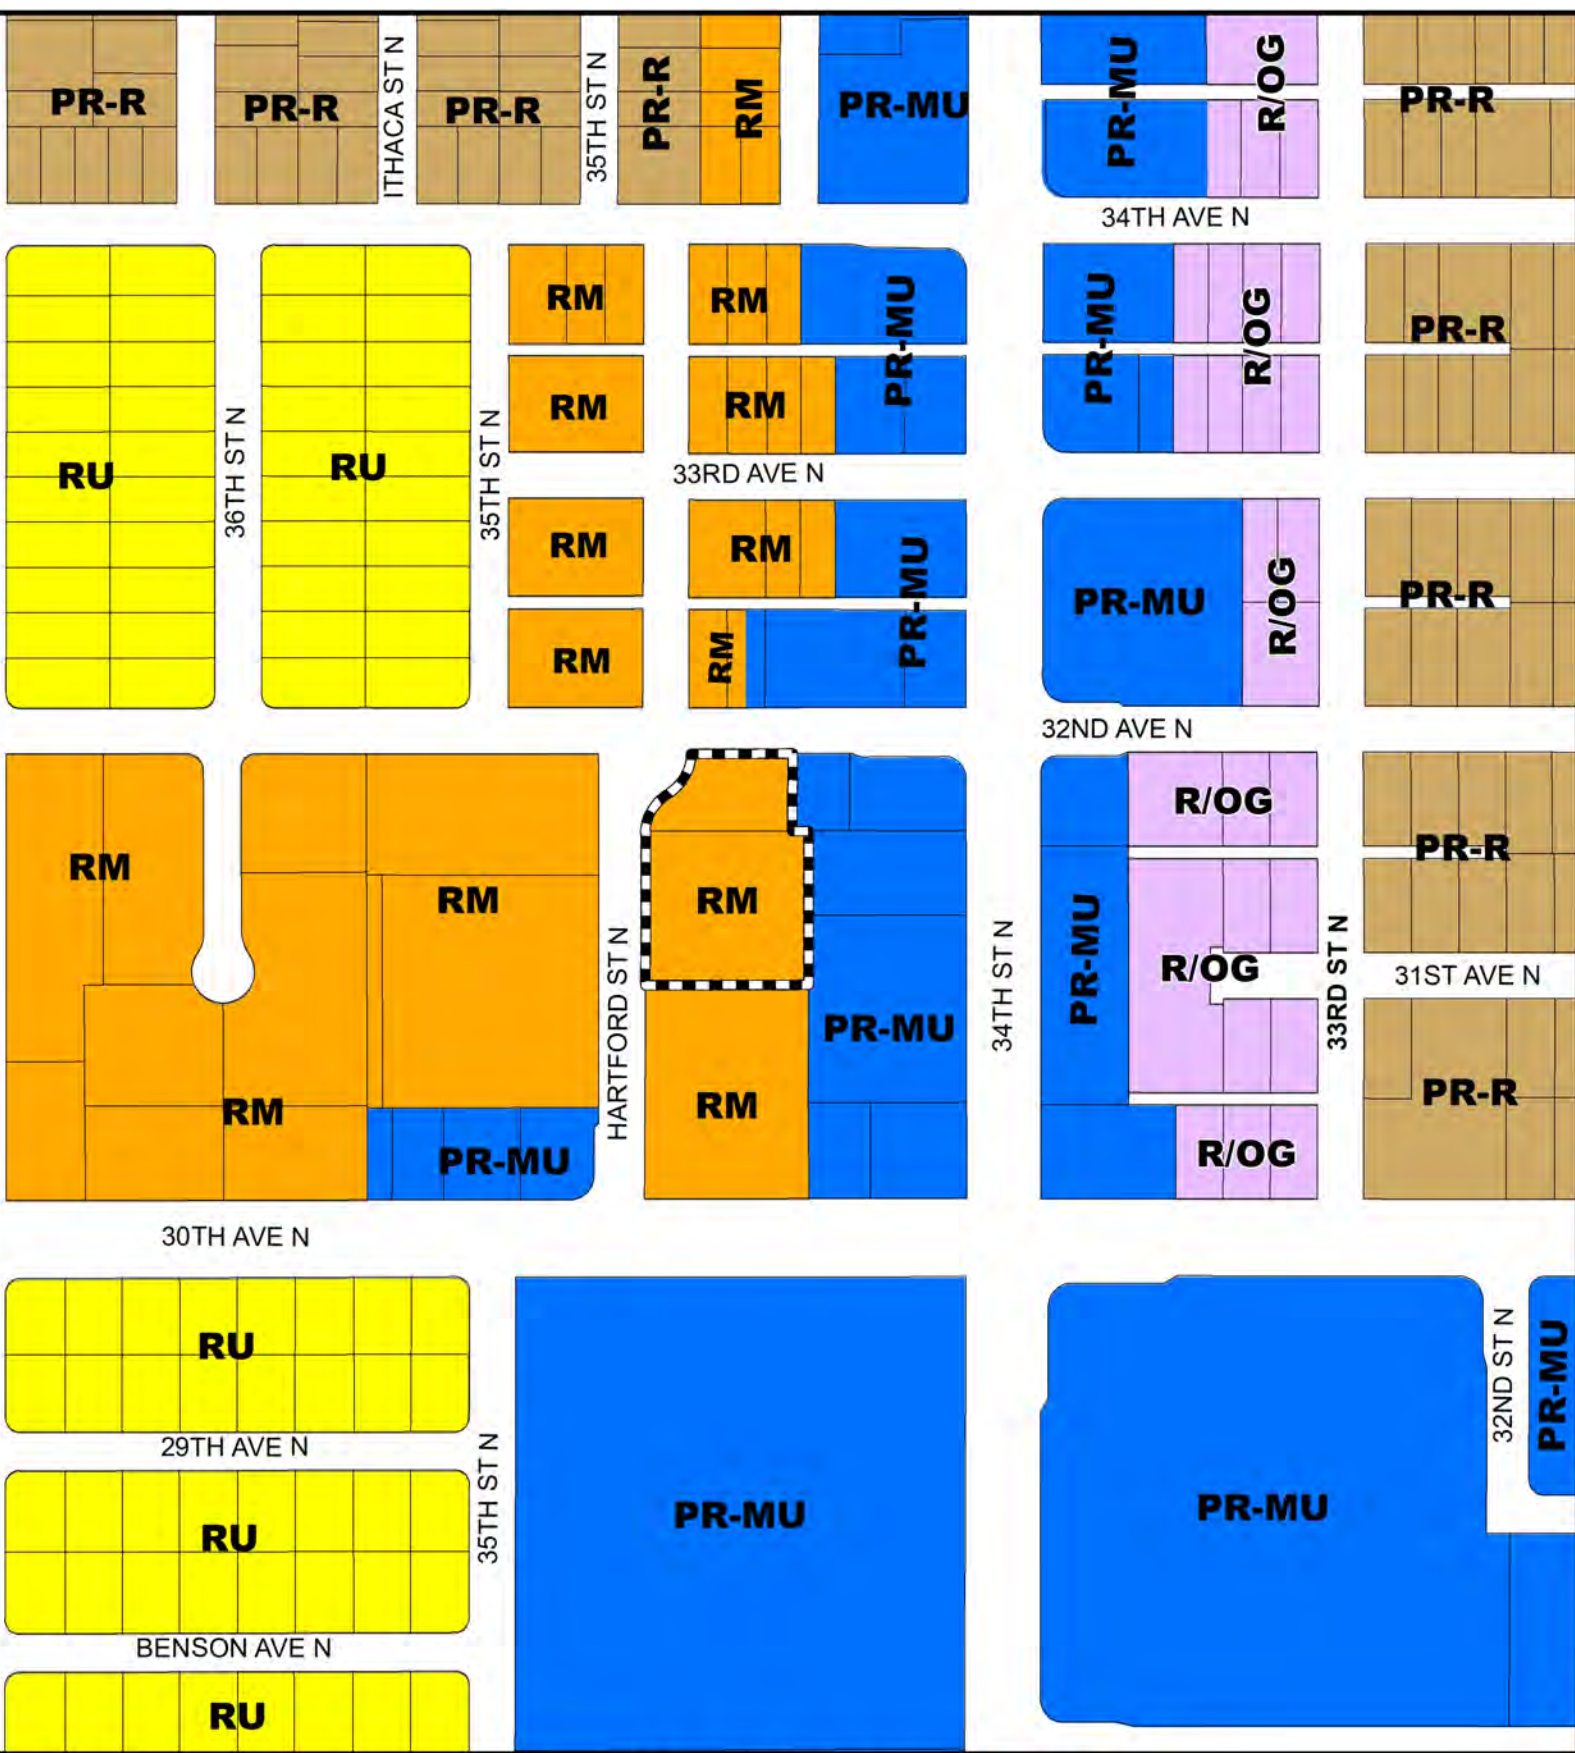 PR-R
PR-R
ITHACA ST N
PR-R
35TH ST N
PR-R
RM
PR-MU
PR-MU
R/OG
PR-R
34TH AVE N
RU
36TH ST N
RU
35TH ST N
RM
RM
PR-MU
PR-MU
R/OG
PR-R
RM
RM
33RD AVE N
RM
RM
PR-MU
PR-MU
R/OG
PR-R
RM
RM
32ND AVE N
RM
RM
HARTFORD ST N
RM
34TH ST N
PR-MU
R/OG
R/OG
33RD ST N
PR-R
31ST AVE N
PR-MU
RM
RM
PR-MU
R/OG
PR-R
30TH AVE N
RU
29TH AVE N
RU
35TH ST N
BENSON AVE N
RU
PR-MU
PR-MU
32ND ST N
PR-MU